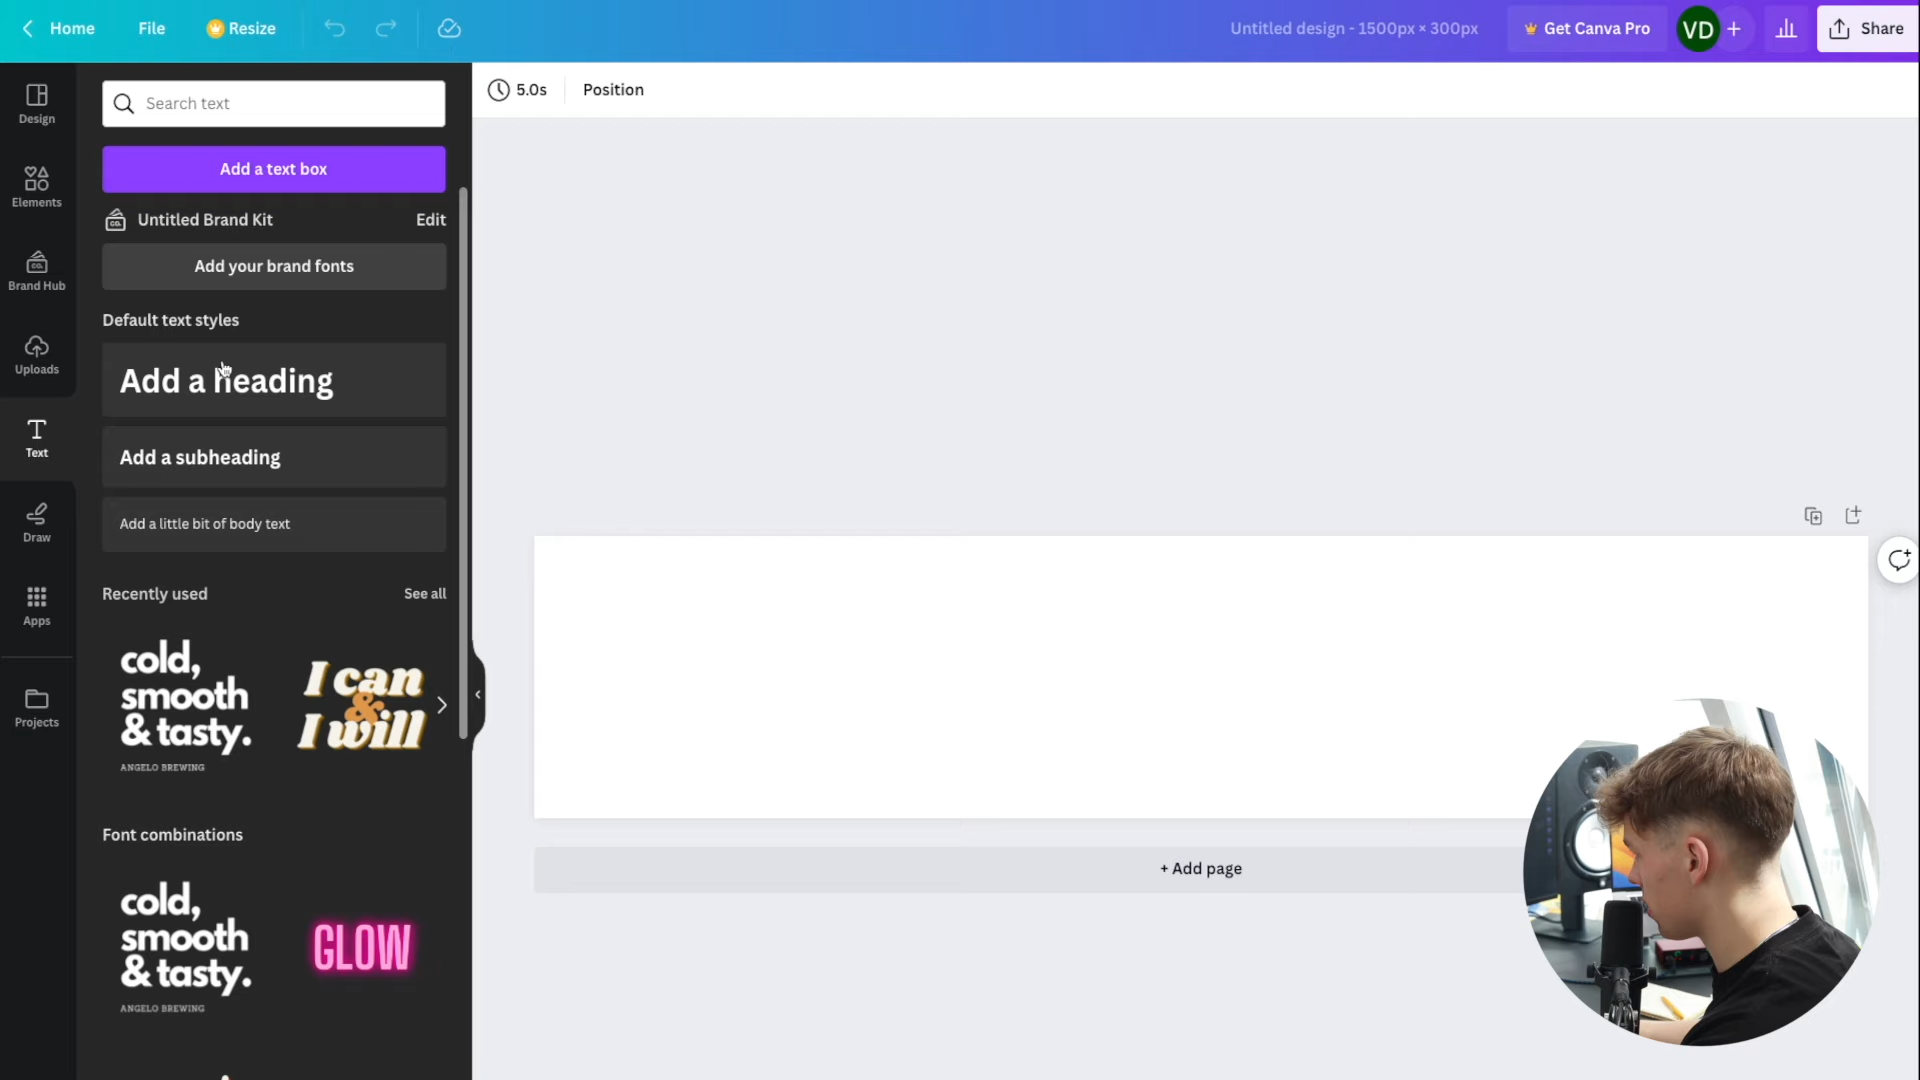 Home
File
Resize
Untitled design - 1500px × 300px
Get Canva Pro
VD
Share
Design
Elements
Brand Hub
Uploads
Text
Draw
Apps
Projects
Search text
Add a text box
CO.
Untitled Brand Kit
Edit
Add your brand fonts
Default text styles
Add a heading
Add a subheading
Add a little bit of body text
Recently used
See all
cold,
smooth
& tasty.
ANGELO BREWING
I can
&
I will
Font combinations
cold,
smooth
& tasty.
ANGELO BREWING
GLOW
5.0s
Position
+ Add page